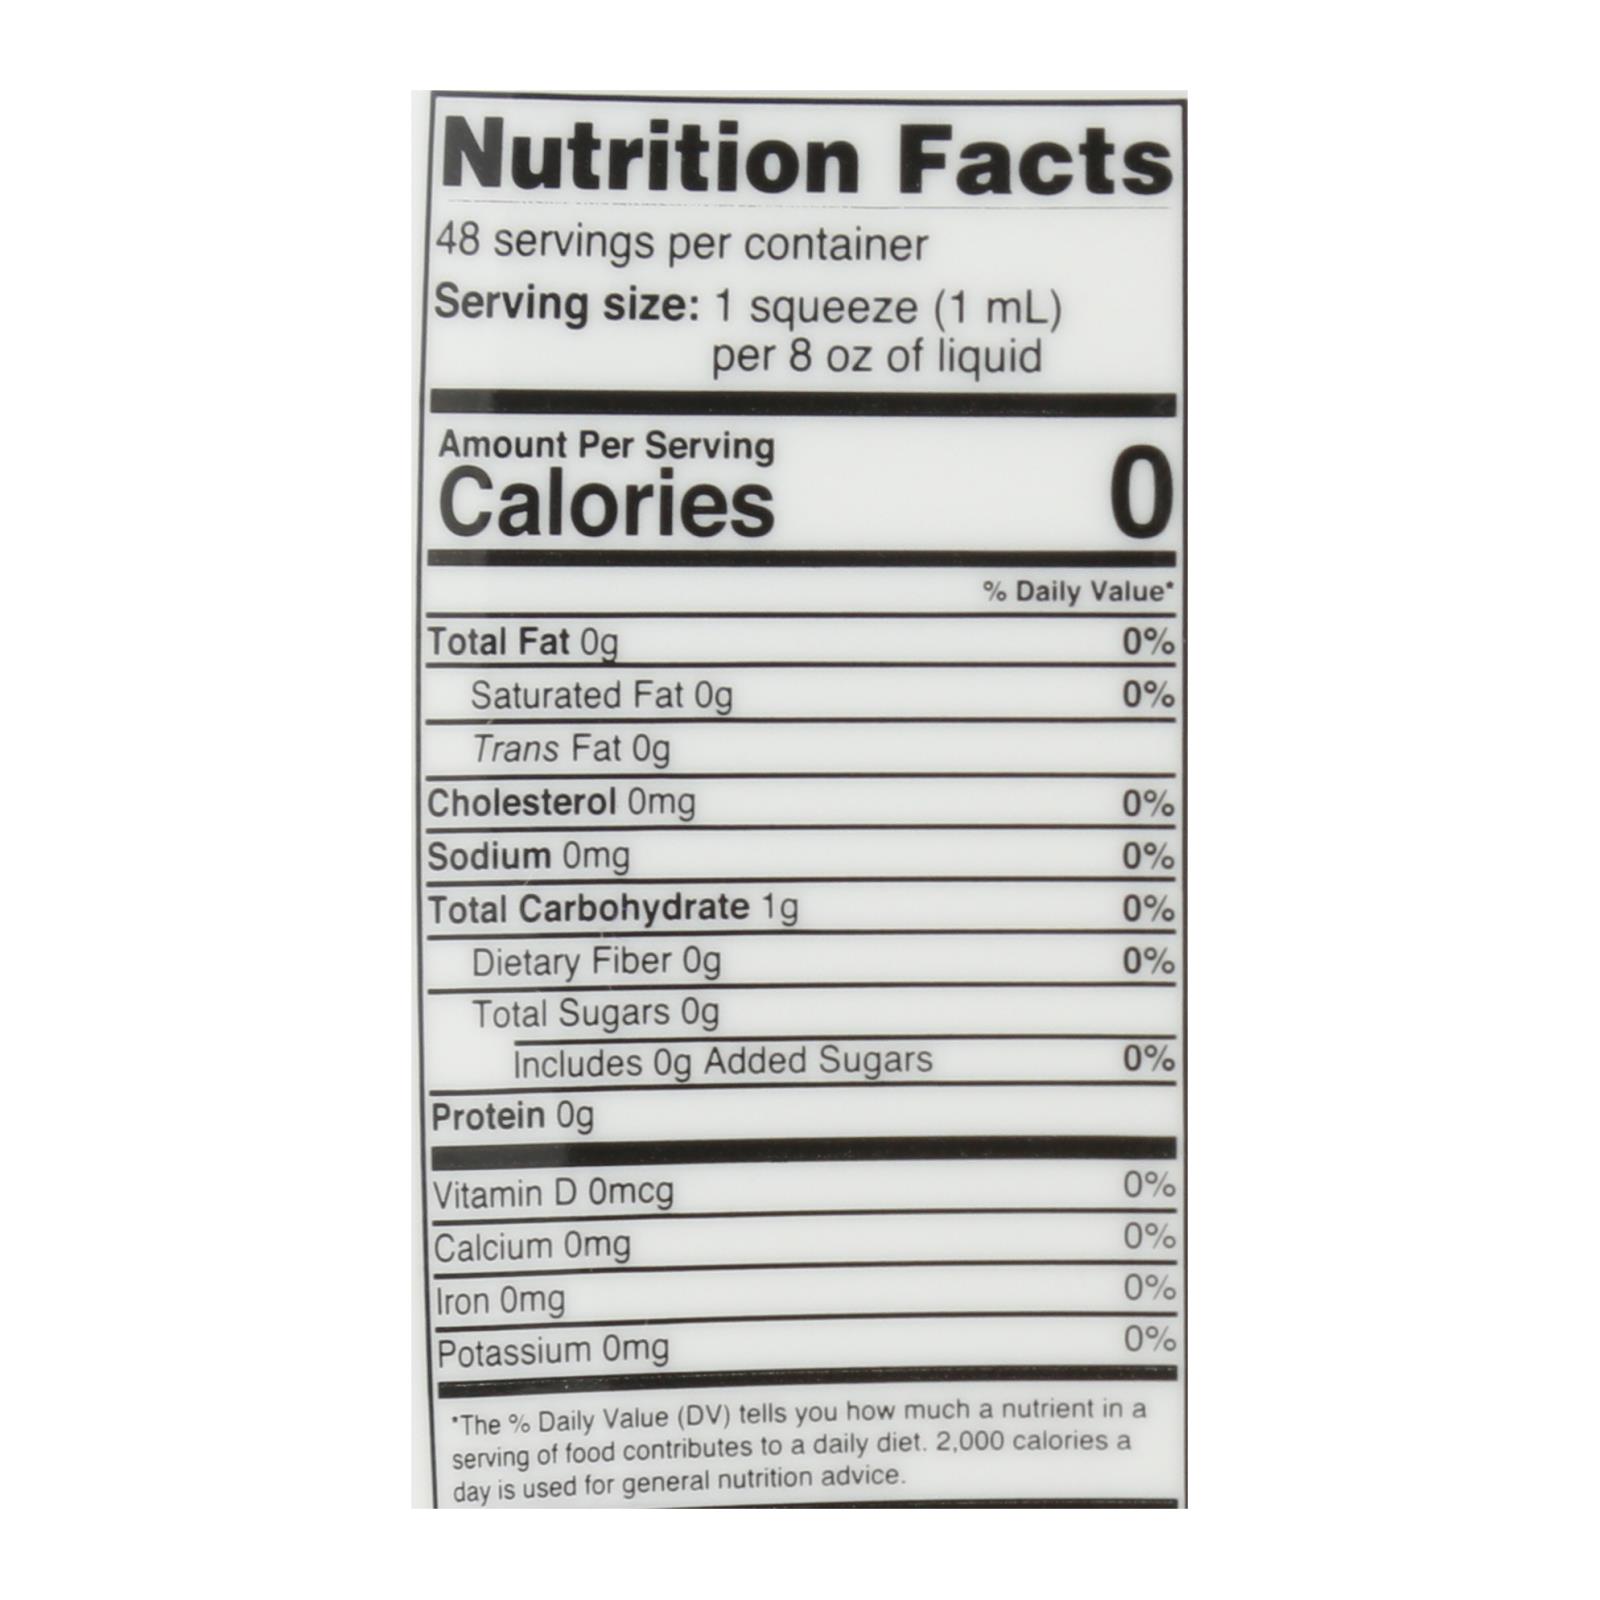 Nutrition Facts
48 servings per container
Serving size: 1 squeeze (1 mL)
per 8 oz of liquid
Amount Per Serving
Calories 0
% Daily Value*
Total Fat 0g 0%
Saturated Fat 0g 0%
Trans Fat 0g
Cholesterol 0mg 0%
Sodium 0mg 0%
Total Carbohydrate 1g 0%
Dietary Fiber 0g 0%
Total Sugars 0g
Includes 0g Added Sugars 0%
Protein 0g
Vitamin D 0mcg 0%
Calcium 0mg 0%
Iron 0mg 0%
Potassium 0mg 0%
*The % Daily Value (DV) tells you how much a nutrient in a
serving of food contributes to a daily diet. 2,000 calories a
day is used for general nutrition advice.